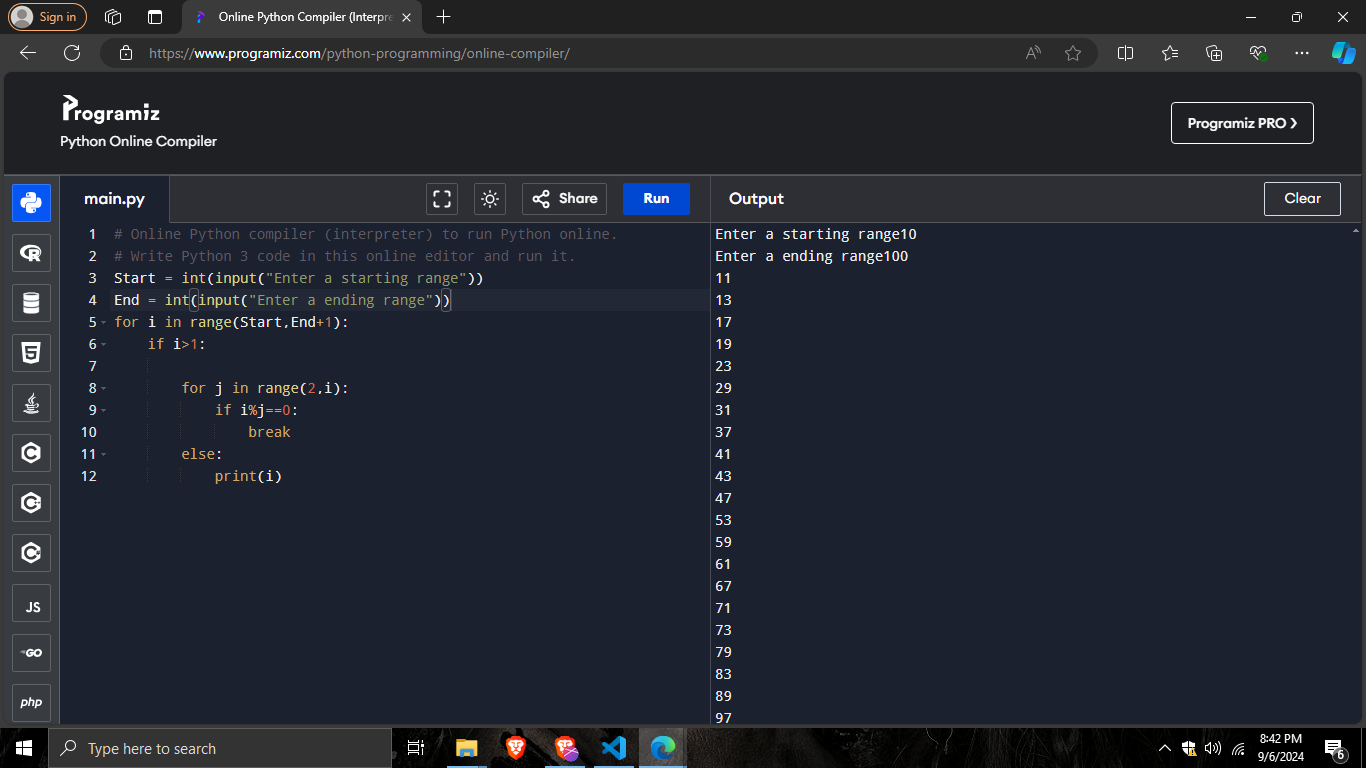 Sign in
Online Python Compiler (Interpre
https://www.programiz.com/python-programming/online-compiler/
Programiz
Python Online Compiler
Programiz PRO ❯
main.py
Share
Run
Output
Clear
1 # Online Python compiler (interpreter) to run Python online.
2 # Write Python 3 code in this online editor and run it.
3 Start = int(input("Enter a starting range"))
4 End = int(input("Enter a ending range"))
5 for i in range(Start,End+1):
6     if i>1:
7
8         for j in range(2,i):
9             if i%j==0:
10                 break
11         else:
12             print(i)
Enter a starting range10
Enter a ending range100
11
13
17
19
23
29
31
37
41
43
47
53
59
61
67
71
73
79
83
89
97
R
5
C
C
C
JS
GO
php
Type here to search
8:42 PM
9/6/2024
6